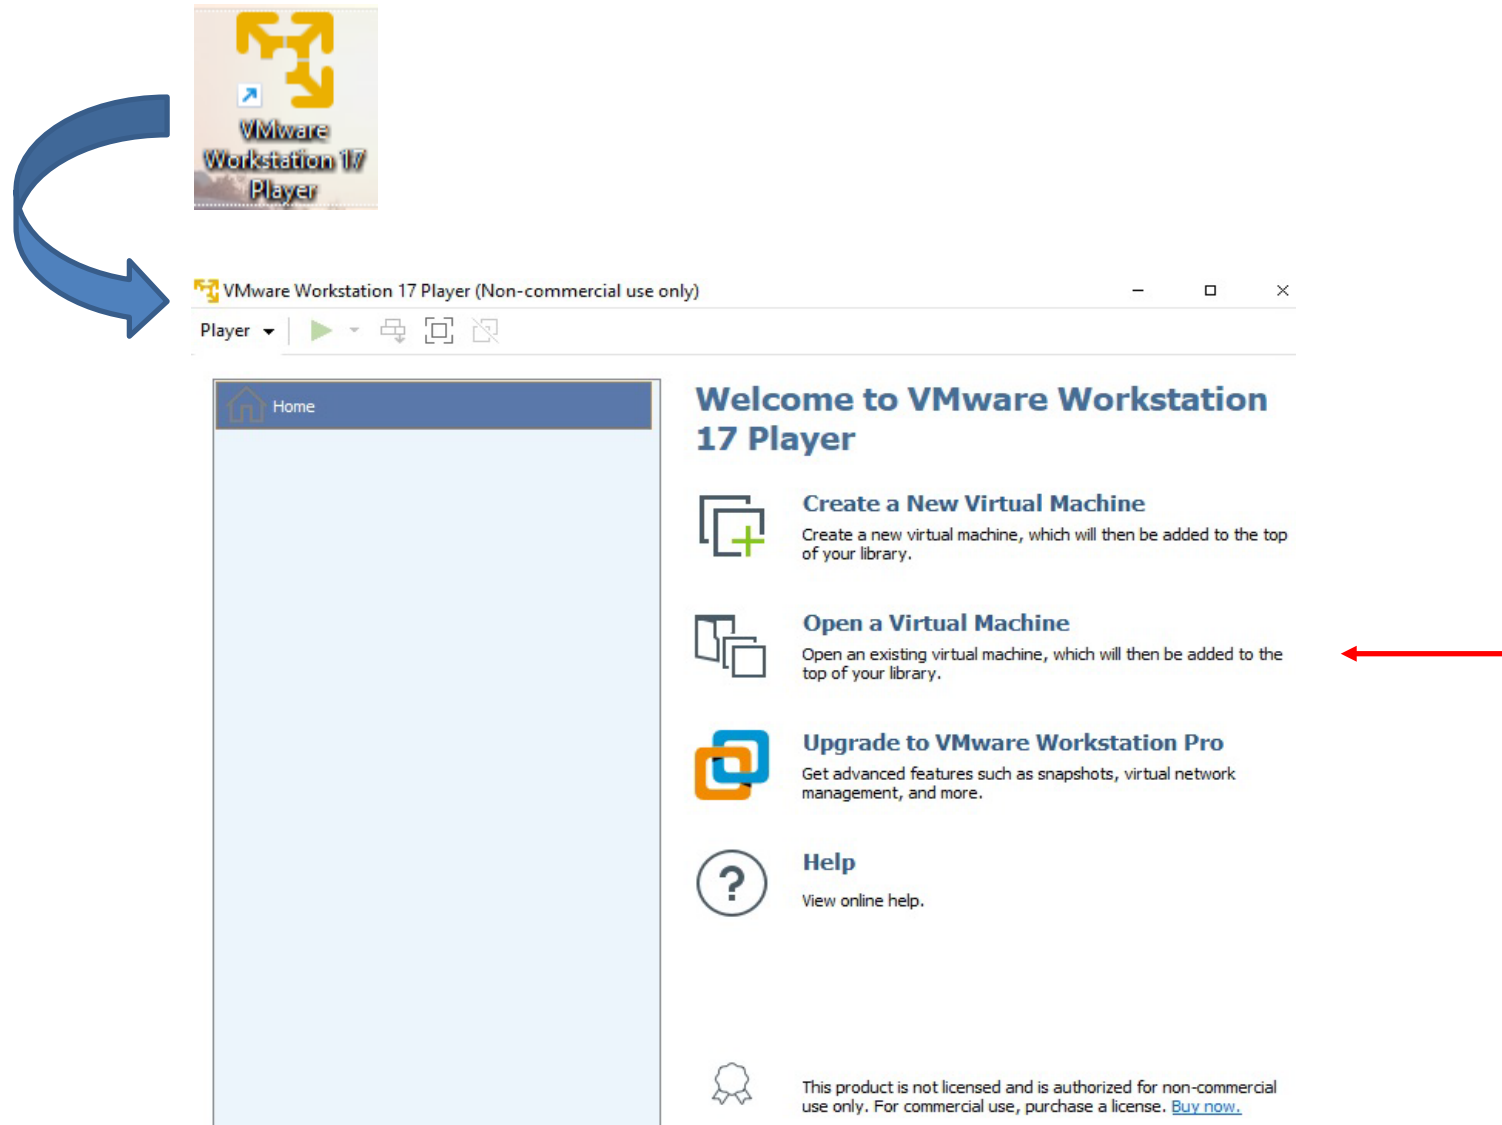 VMware
Workstation 17
Player
VMware Workstation 17 Player (Non-commercial use only)
Player
Home
Welcome to VMware Workstation
17 Player
Create a New Virtual Machine
Create a new virtual machine, which will then be added to the top
of your library.
Open a Virtual Machine
Open an existing virtual machine, which will then be added to the
top of your library.
Upgrade to VMware Workstation Pro
Get advanced features such as snapshots, virtual network
management, and more.
Help
View online help.
This product is not licensed and is authorized for non-commercial
use only. For commercial use, purchase a license. Buy now.